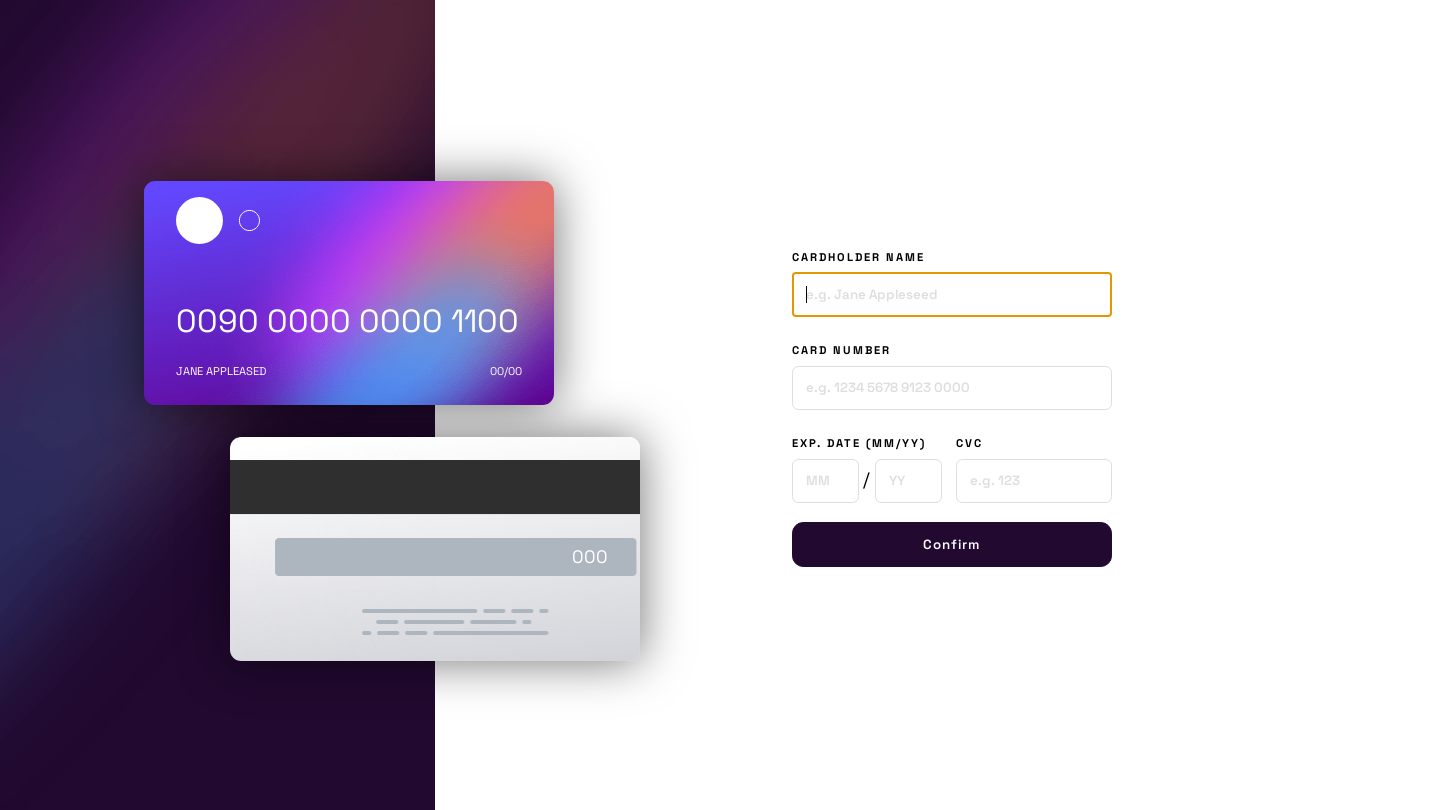 0090 0000 0000 1100
JANE APPLEASED 00/00
000
CARDHOLDER NAME
e.g. Jane Appleseed
CARD NUMBER
e.g. 1234 5678 9123 0000
EXP. DATE (MM/YY) CVC
MM / YY e.g. 123
Confirm